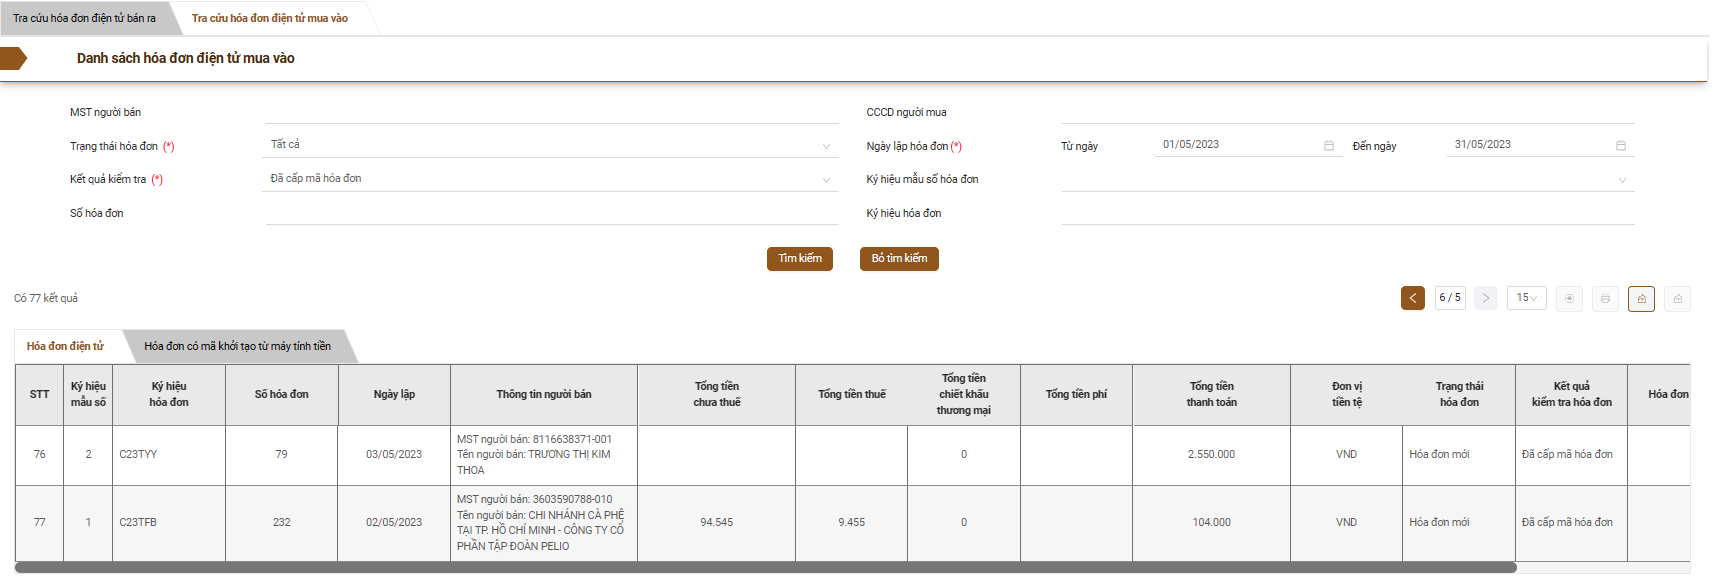 Tra cứu hóa đơn điện tử bán ra
Tra cứu hóa đơn điện tử mua vào
Danh sách hóa đơn điện tử mua vào
MST người bán
CCCD người mua
Trạng thái hóa đơn (*)
Tất cả
Ngày lập hóa đơn (*)
Từ ngày
01/05/2023
Đến ngày
31/05/2023
Kết quả kiểm tra (*)
Đã cấp mã hóa đơn
Ký hiệu mẫu số hóa đơn
Số hóa đơn
Ký hiệu hóa đơn
Tìm kiếm
Bỏ tìm kiếm
Có 77 kết quả
6 / 5
15
Hóa đơn điện tử
Hóa đơn có mã khởi tạo từ máy tính tiền
STT
Ký hiệu
mẫu số
Ký hiệu
hóa đơn
Số hóa đơn
Ngày lập
Thông tin người bán
Tổng tiền
chưa thuế
Tổng tiền thuế
Tổng tiền
chiết khấu
thương mại
Tổng tiền phí
Tổng tiền
thanh toán
Đơn vị
tiền tệ
Trạng thái
hóa đơn
Kết quả
kiểm tra hóa đơn
Hóa đơn
76
2
C23TYY
79
03/05/2023
MST người bán: 8116638371-001
Tên người bán: TRƯƠNG THỊ KIM
THOA
0
2.550.000
VND
Hóa đơn mới
Đã cấp mã hóa đơn
77
1
C23TFB
232
02/05/2023
MST người bán: 3603590788-010
Tên người bán: CHI NHÁNH CÀ PHÊ
TẠI TP. HỒ CHÍ MINH - CÔNG TY CỔ
PHẦN TẬP ĐOÀN PELIO
94.545
9.455
0
104.000
VND
Hóa đơn mới
Đã cấp mã hóa đơn